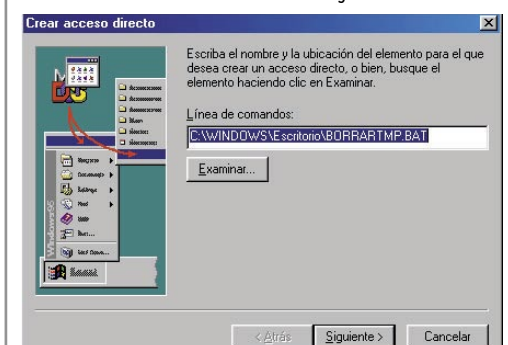 Crear acceso directo
Escriba el nombre y la ubicación del elemento para el que
desea crear un acceso directo, o bien, busque el
elemento haciendo clic en Examinar.
Línea de comandos:
C:\WINDOWS\Escritorio\BORRARTMP.BAT
Examinar...
Windows95
< Atrás
Siguiente >
Cancelar